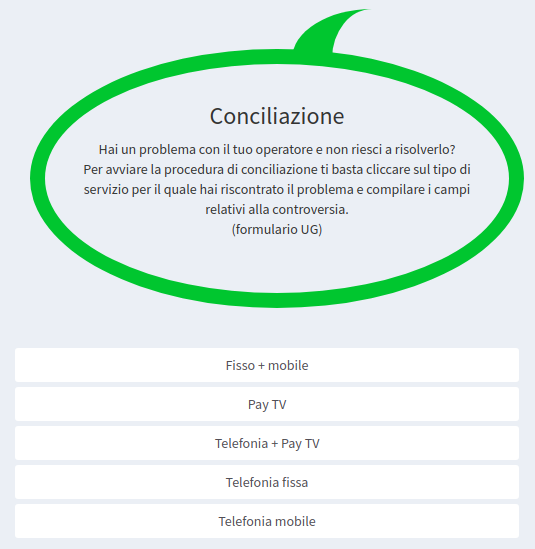 Conciliazione
Hai un problema con il tuo operatore e non riesci a risolverlo?
Per avviare la procedura di conciliazione ti basta cliccare sul tipo di
servizio per il quale hai riscontrato il problema e compilare i campi
relativi alla controversia.
(formulario UG)
Fisso + mobile
Pay TV
Telefonia + Pay TV
Telefonia fissa
Telefonia mobile